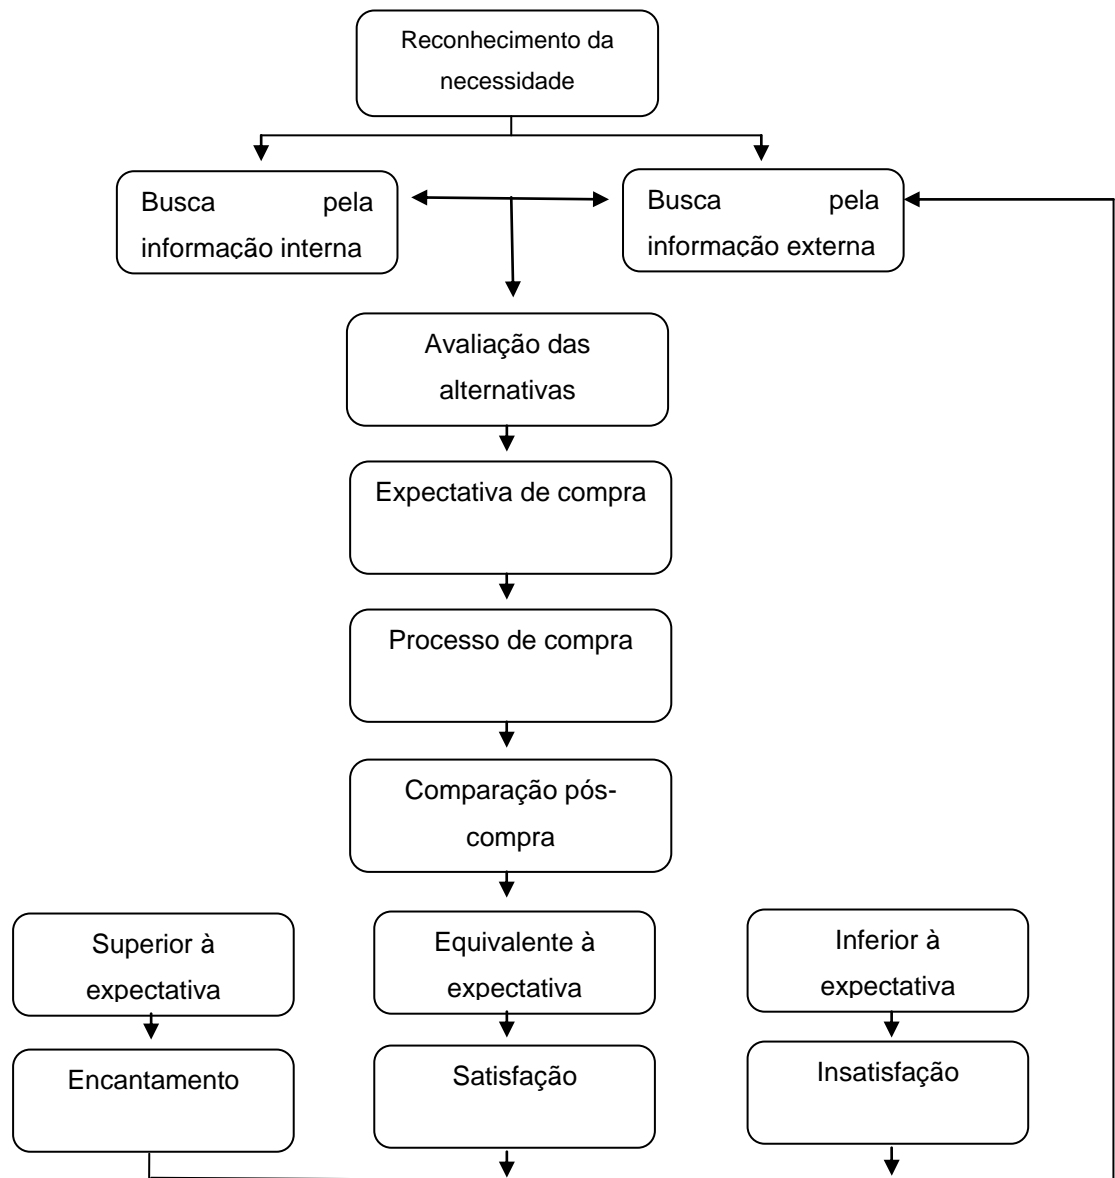 Reconhecimento da
necessidade
Busca pela
informação interna
Busca pela
informação externa
Avaliação das
alternativas
Expectativa de compra
Processo de compra
Comparação pós-
compra
Superior à
expectativa
Equivalente à
expectativa
Inferior à
expectativa
Encantamento
Satisfação
Insatisfação